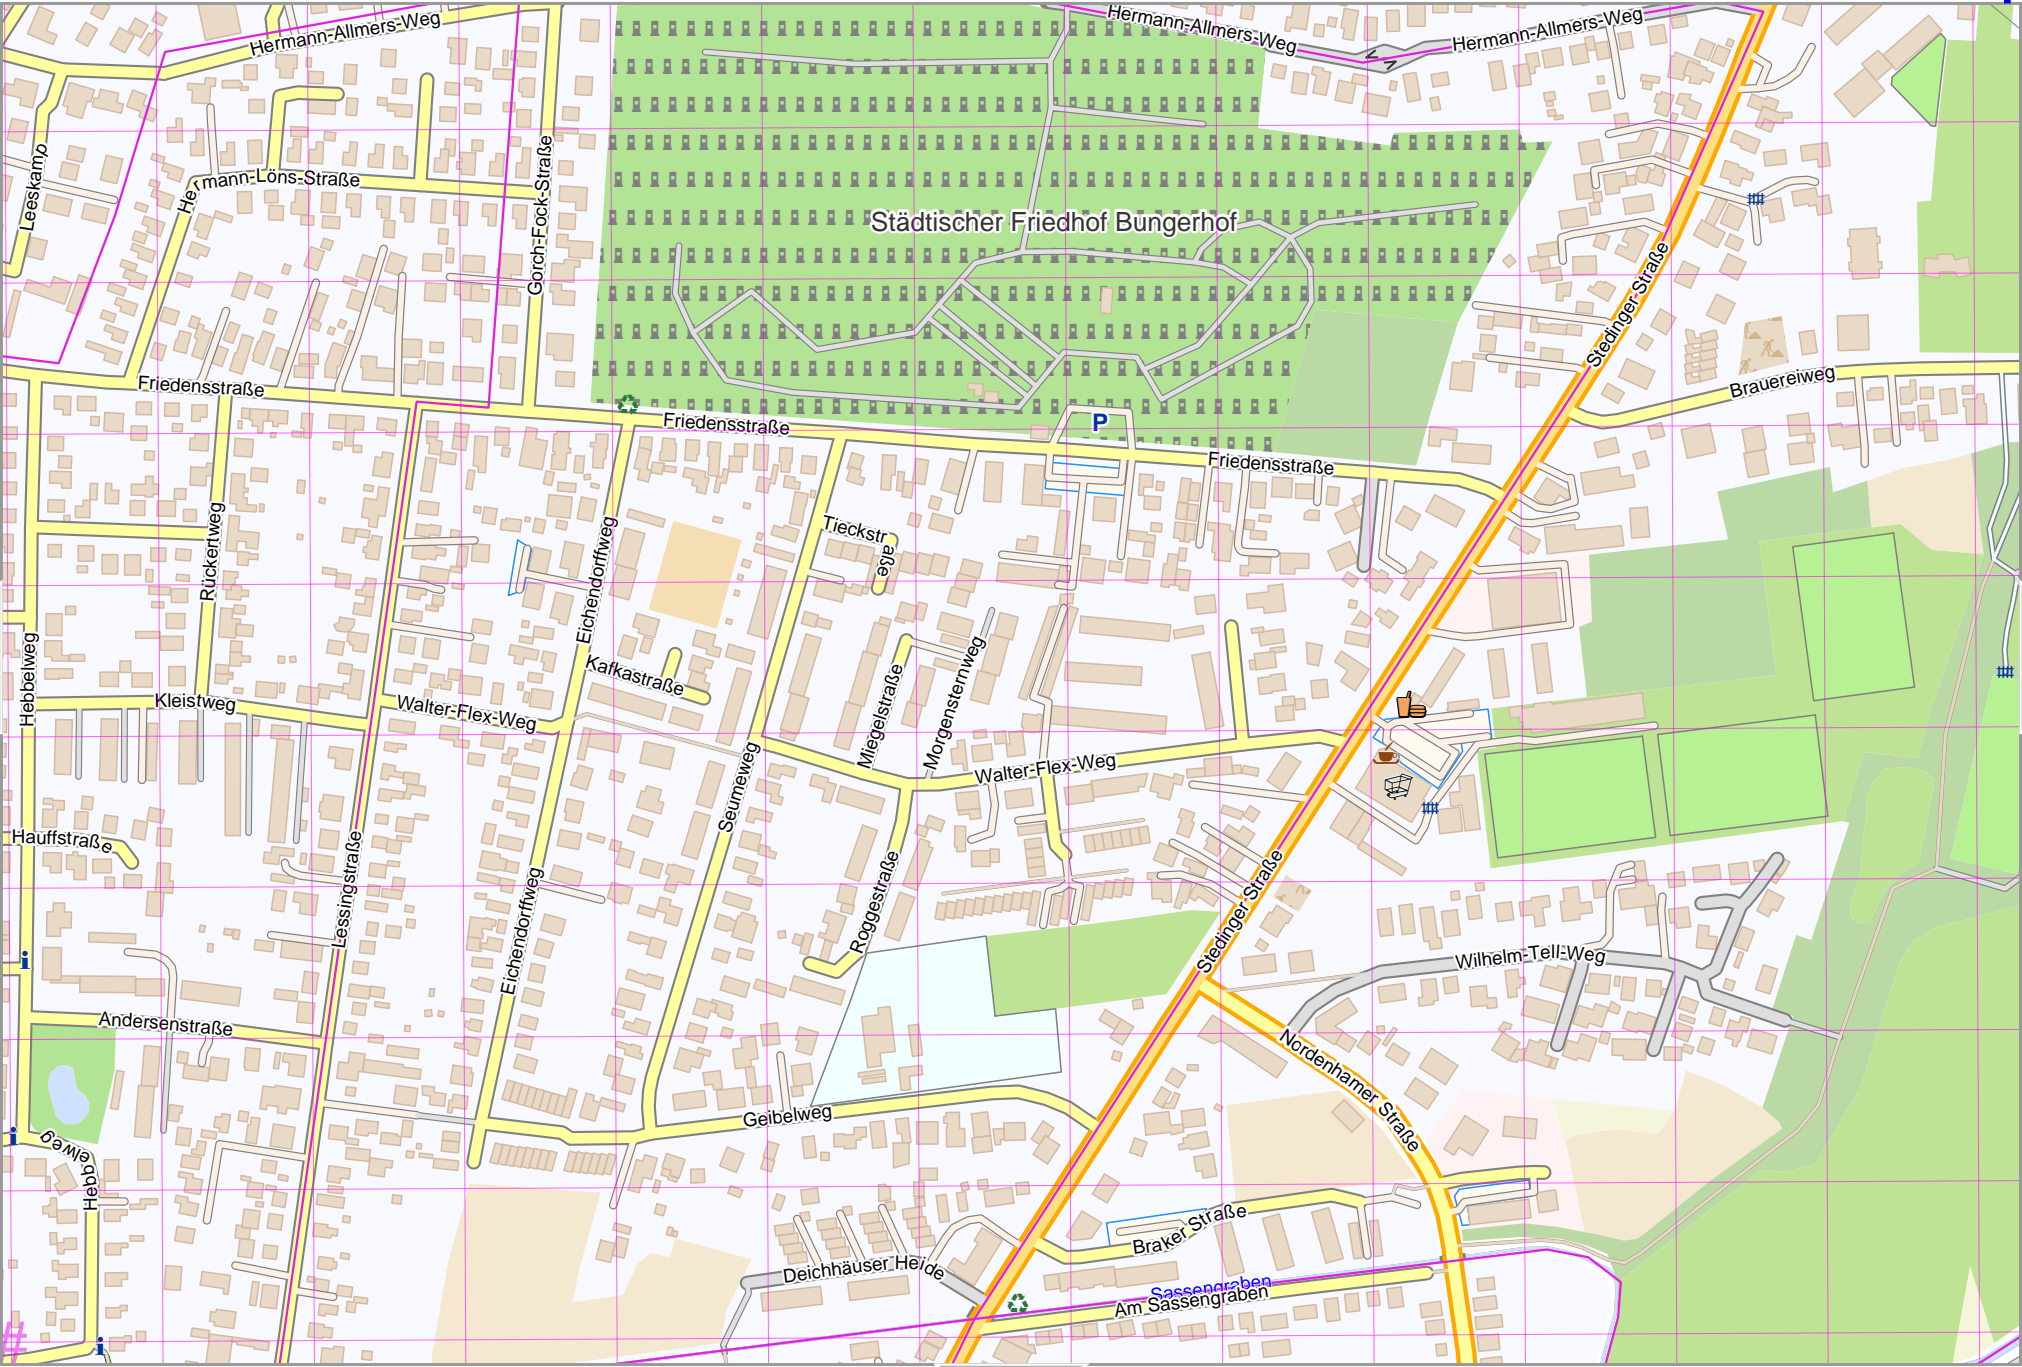 Hermann-Allmers-Weg
Hermann-Allmers-Weg
Hermann-Allmers-Weg
Leeskamp
Hermann-Löns-Straße
Gorch-Fock-Straße
Städtischer Friedhof Bungerhof
Stedinger Straße
Friedensstraße
Brauereiweg
P
Friedensstraße
Friedensstraße
Rückertweg
Eichendorffweg
Tieckstraße
Hebbelweg
Kleistweg
Walter-Flex-Weg
Kafkastraße
Miegelstraße
Morgensternweg
Seumeweg
Walter-Flex-Weg
Hauffstraße
Lessingstraße
Eichendorffweg
Roggestraße
Stedinger Straße
i
Wilhelm-Tell-Weg
Andersenstraße
Nordenhamer Straße
Geibelweg
i
Hebbelweg
Braker Straße
Deichhäuser Heide
Sassengraben
Am Sassengraben
#
i